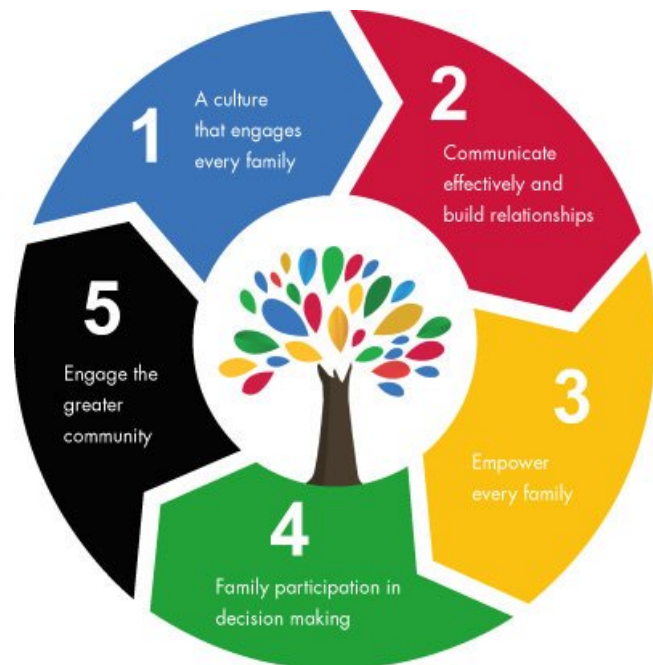 1
A culture
that engages
every family
2
Communicate
effectively and
build relationships
3
Empower
every family
4
Family participation in
decision making
5
Engage the
greater
community